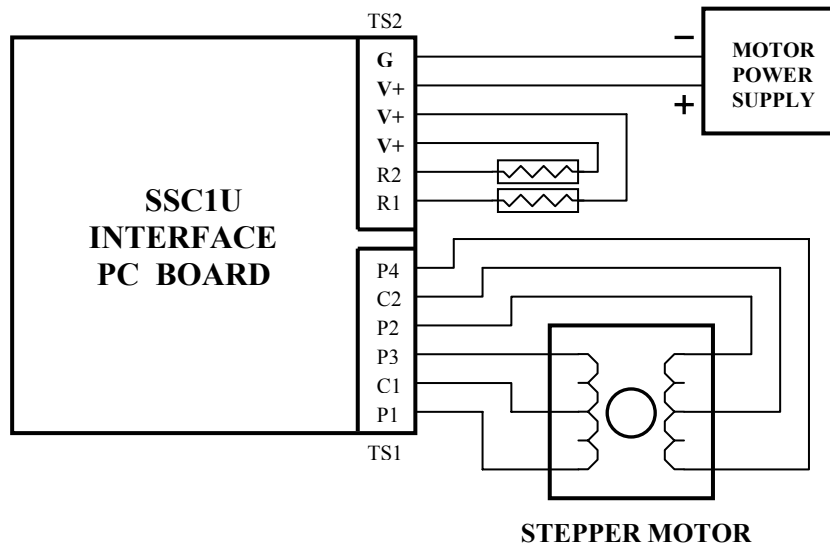 TS2
G
V+
V+
V+
R2
R1
−
+
MOTOR
POWER
SUPPLY
SSC1U
INTERFACE
PC BOARD
P4
C2
P2
P3
C1
P1
TS1
STEPPER MOTOR